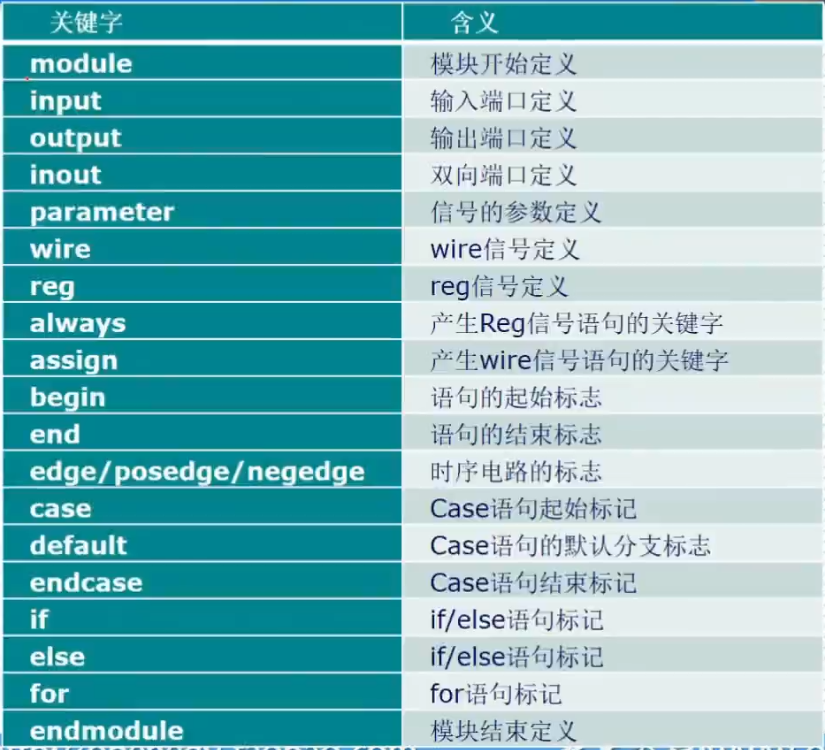 关键字 含义
module 模块开始定义
input 输入端口定义
output 输出端口定义
inout 双向端口定义
parameter 信号的参数定义
wire wire信号定义
reg reg信号定义
always 产生Reg信号语句的关键字
assign 产生wire信号语句的关键字
begin 语句的起始标志
end 语句的结束标志
edge/posedge/negedge 时序电路的标志
case Case语句起始标记
default Case语句的默认分支标志
endcase Case语句结束标记
if if/else语句标记
else if/else语句标记
for for语句标记
endmodule 模块结束定义